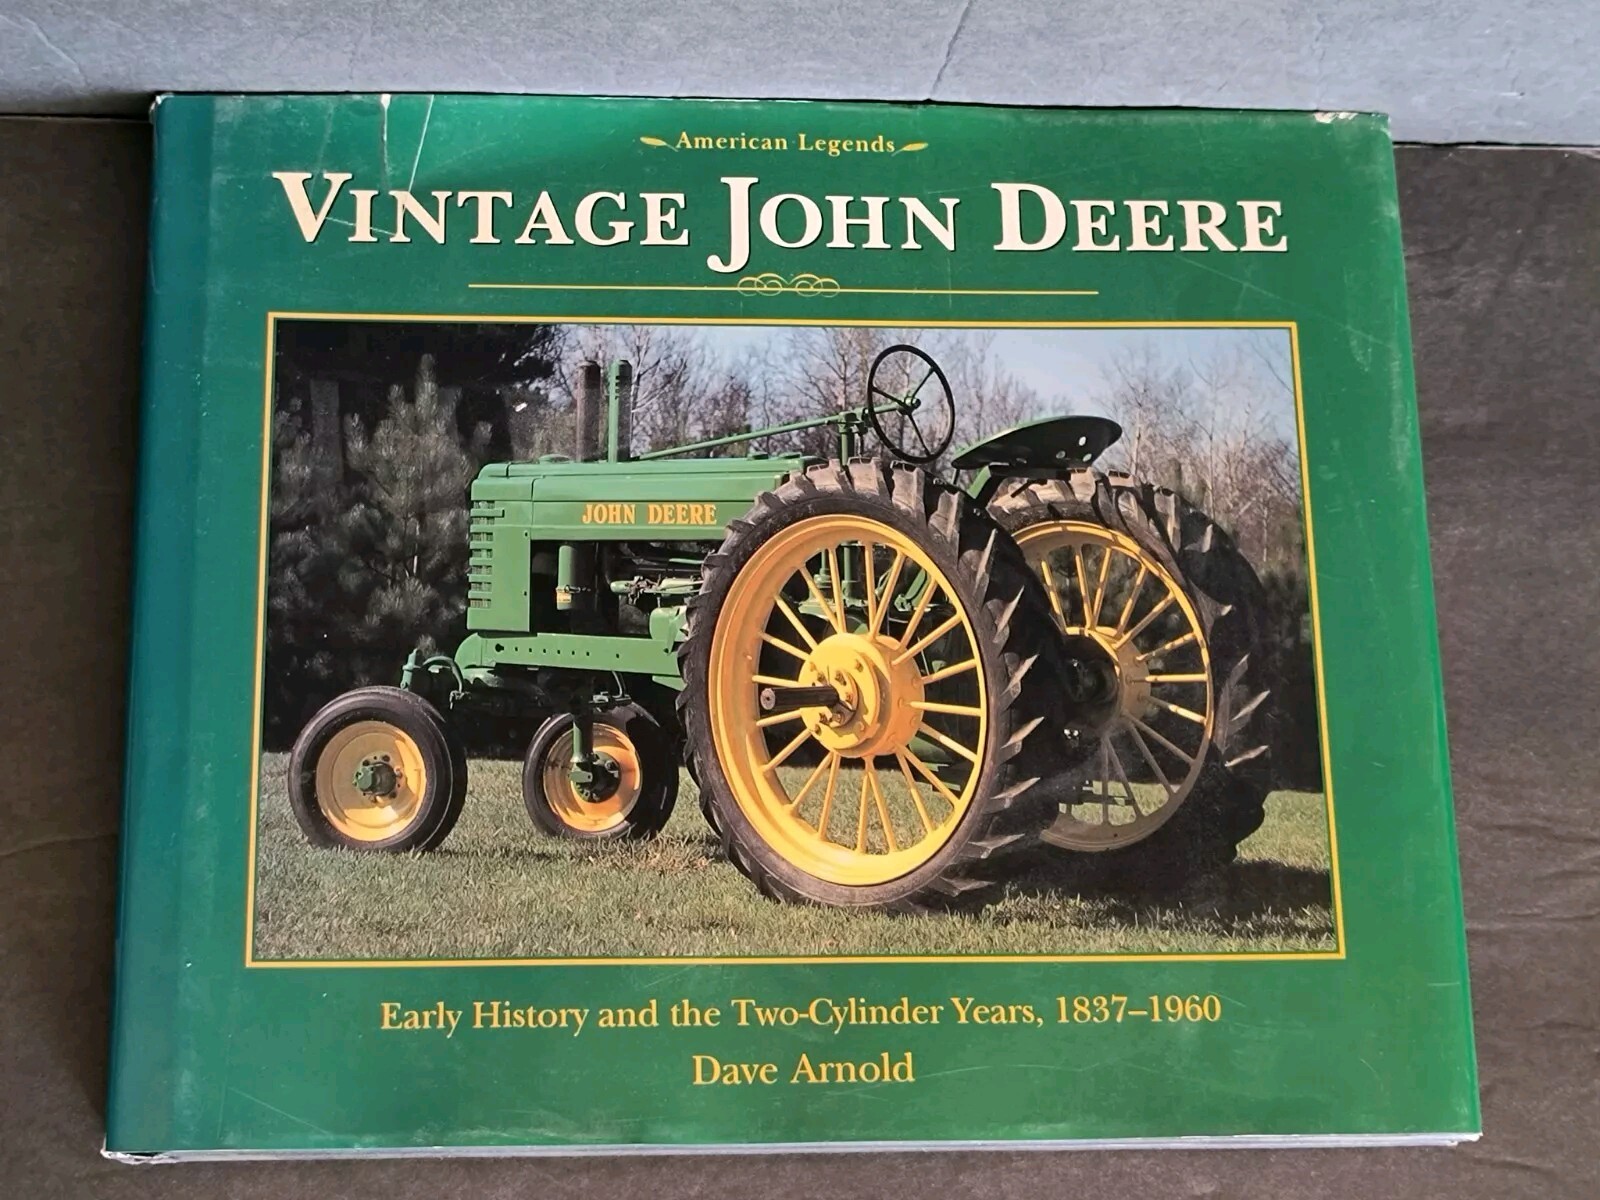 American Legends
VINTAGE JOHN DEERE
JOHN DEERE
Early History and the Two-Cylinder Years, 1837–1960
Dave Arnold